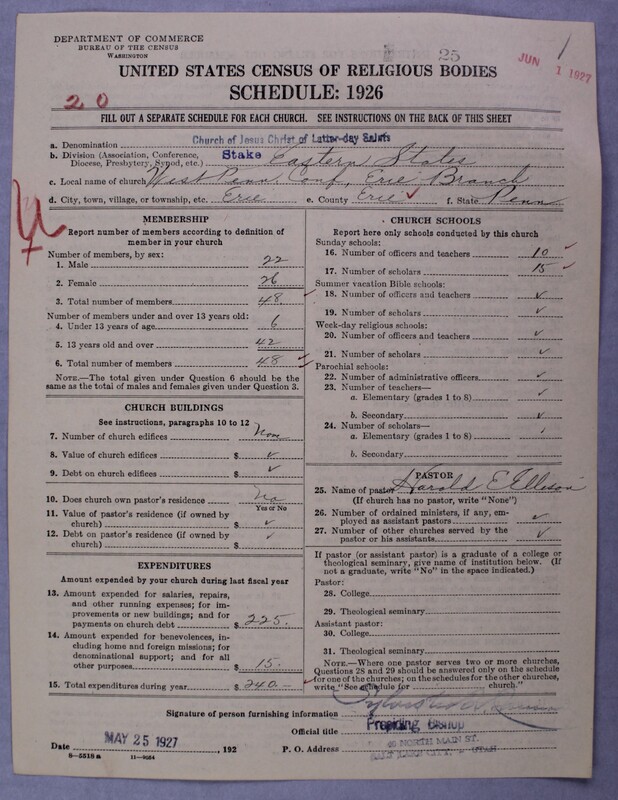 DEPARTMENT OF COMMERCE
BUREAU OF THE CENSUS
WASHINGTON
25
JUN 1 1927
1
UNITED STATES CENSUS OF RELIGIOUS BODIES
SCHEDULE: 1926
20
FILL OUT A SEPARATE SCHEDULE FOR EACH CHURCH. SEE INSTRUCTIONS ON THE BACK OF THIS SHEET
a. Denomination Church of Jesus Christ of Latter-day Saints
b. Division (Association, Conference, Diocese, Presbytery, Synod, etc.) Stake Eastern States
c. Local name of church West Penn. Conf, Erie Branch
d. City, town, village, or township, etc. Erie e. County Erie ✓ f. State Penn
MEMBERSHIP
Report number of members according to definition of
member in your church
Number of members, by sex:
1. Male 22
2. Female 26
3. Total number of members 48
Number of members under and over 13 years old:
4. Under 13 years of age 6
5. 13 years old and over 42
6. Total number of members 48
NOTE.—The total given under Question 6 should be the
same as the total of males and females given under Question 3.
CHURCH BUILDINGS
See instructions, paragraphs 10 to 12
7. Number of church edifices None
8. Value of church edifices $ ✓
9. Debt on church edifices $ ✓
10. Does church own pastor's residence? No
Yes or No
11. Value of pastor's residence (if owned by
church) $ ✓
12. Debt on pastor's residence (if owned by
church) $ ✓
EXPENDITURES
Amount expended by your church during last fiscal year
13. Amount expended for salaries, repairs,
and other running expenses; for im-
provements or new buildings; and for
payments on church debt $ 225.
14. Amount expended for benevolences, in-
cluding home and foreign missions; for
denominational support; and for all
other purposes $ 15.
15. Total expenditures during year $ 240
CHURCH SCHOOLS
Report here only schools conducted by this church
Sunday schools:
16. Number of officers and teachers 10 ✓
17. Number of scholars 15 ✓
Summer vacation Bible schools:
18. Number of officers and teachers ✓
19. Number of scholars ✓
Week-day religious schools:
20. Number of officers and teachers ✓
21. Number of scholars ✓
Parochial schools:
22. Number of administrative officers ✓
23. Number of teachers—
a. Elementary (grades 1 to 8) ✓
b. Secondary ✓
24. Number of scholars—
a. Elementary (grades 1 to 8)
b. Secondary
PASTOR
25. Name of pastor Harold E. Ellison
(If church has no pastor, write "None")
26. Number of ordained ministers, if any, em-
ployed as assistant pastors ✓
27. Number of other churches served by the
pastor or his assistants ✓
If pastor (or assistant pastor) is a graduate of a college or
theological seminary, give name of institution below. (If
not a graduate, write "No" in the space indicated.)
Pastor:
28. College
29. Theological seminary
Assistant pastor:
30. College
31. Theological seminary
NOTE.—Where one pastor serves two or more churches,
Questions 28 and 29 should be answered only on the schedule
for one of the churches; on the schedules for the other churches,
write "See schedule for church."
Signature of person furnishing information
Official title Presiding Bishop
Date MAY 25 1927, 192 P. O. Address 40 NORTH MAIN ST.
SALT LAKE CITY, UTAH
8-5518 a 11-9034